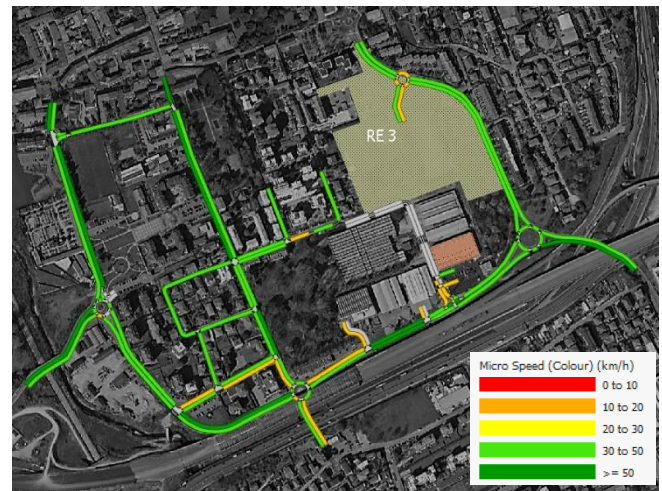 RE 3
Micro Speed (Colour) (km/h)
0 to 10
10 to 20
20 to 30
30 to 50
>= 50